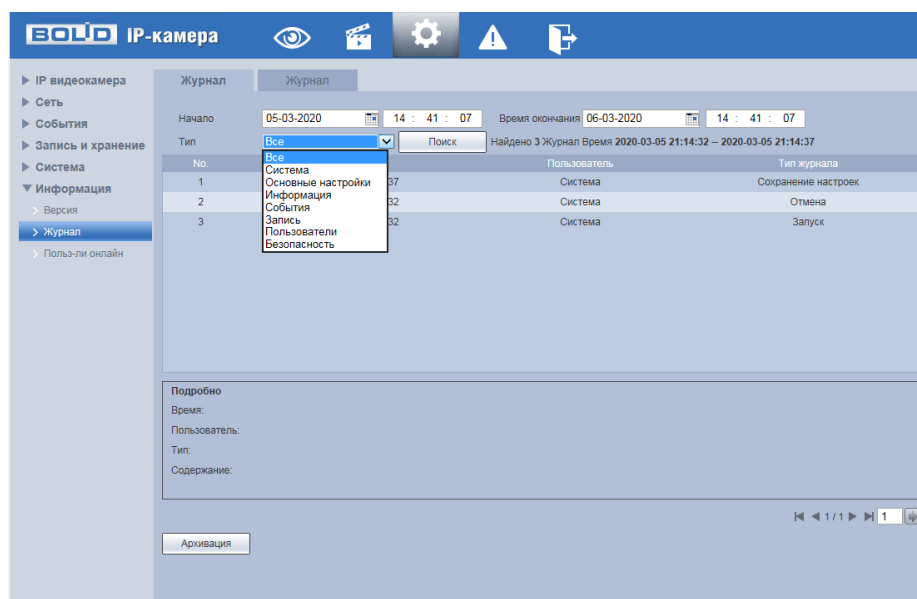 BOLID IP-камера
IP видеокамера
Сеть
События
Запись и хранение
Система
Информация
Версия
Журнал
Польз-ли онлайн
Журнал Журнал
Начало 05-03-2020 14 : 41 : 07 Время окончания 06-03-2020 14 : 41 : 07
Тип Все Поиск Найдено 3 Журнал Время 2020-03-05 21:14:32 -- 2020-03-05 21:14:37
Все
Система
Основные настройки
Информация
События
Запись
Пользователи
Безопасность
No. Пользователь Тип журнала
1 37 Система Сохранение настроек
2 32 Система Отмена
3 32 Система Запуск
Подробно
Время:
Пользователь:
Тип:
Содержание:
1 / 1 1
Архивация